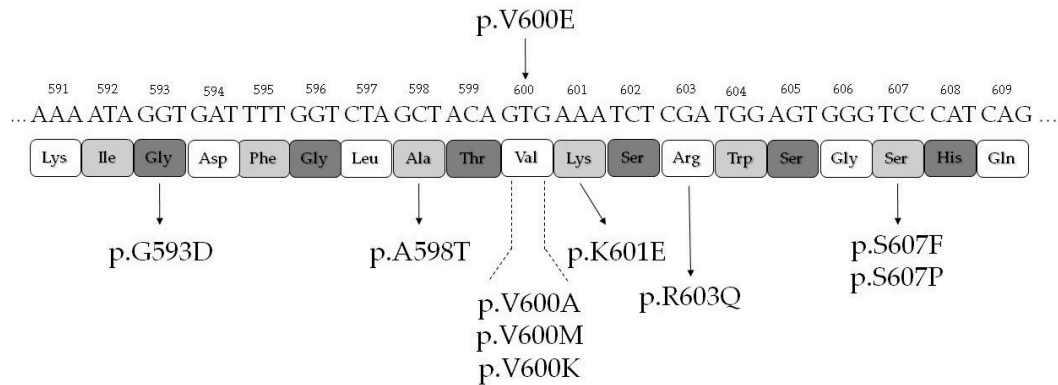 p.V600E
591 592 593 594 595 596 597 598 599 600 601 602 603 604 605 606 607 608 609
...AAA ATA GGT GAT TTT GGT CTA GCT ACA GTG AAA TCT CGA TGG AGT GGG TCC CAT CAG ...
Lys Ile Gly Asp Phe Gly Leu Ala Thr Val Lys Ser Arg Trp Ser Gly Ser His Gln
p.G593D p.A598T p.K601E p.S607F
p.S607P
p.V600A p.R603Q
p.V600M
p.V600K